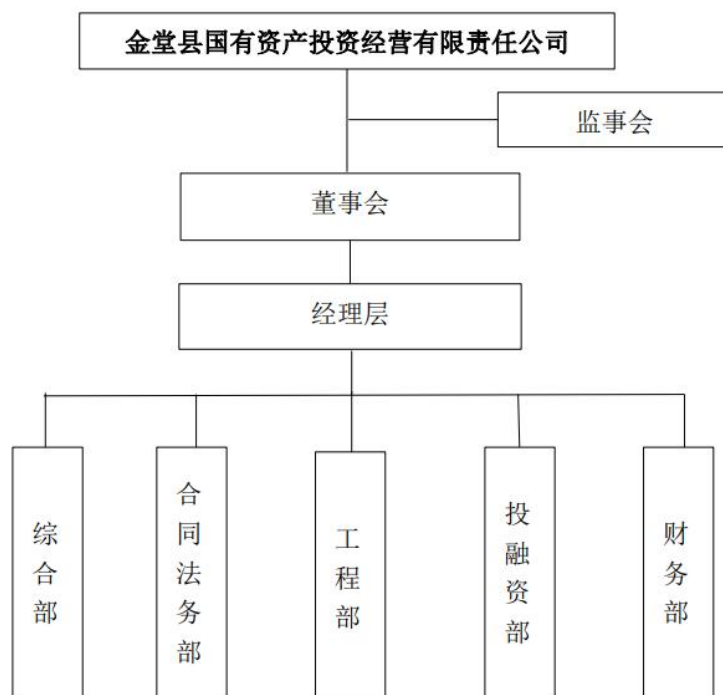 金堂县国有资产投资经营有限责任公司
监事会
董事会
经理层
综合部
合同法务部
工程部
投融资部
财务部